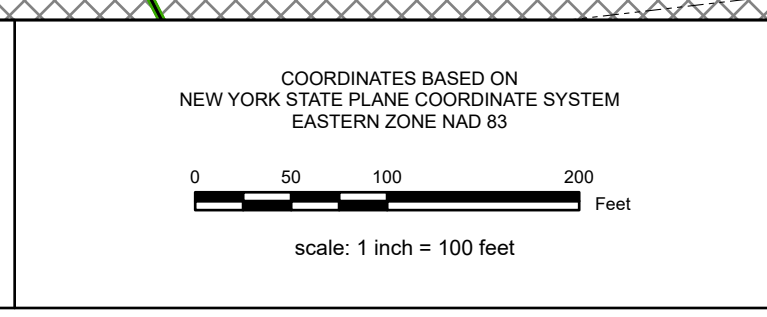 COORDINATES BASED ON
NEW YORK STATE PLANE COORDINATE SYSTEM
EASTERN ZONE NAD 83
0 50 100 200
Feet
scale: 1 inch = 100 feet